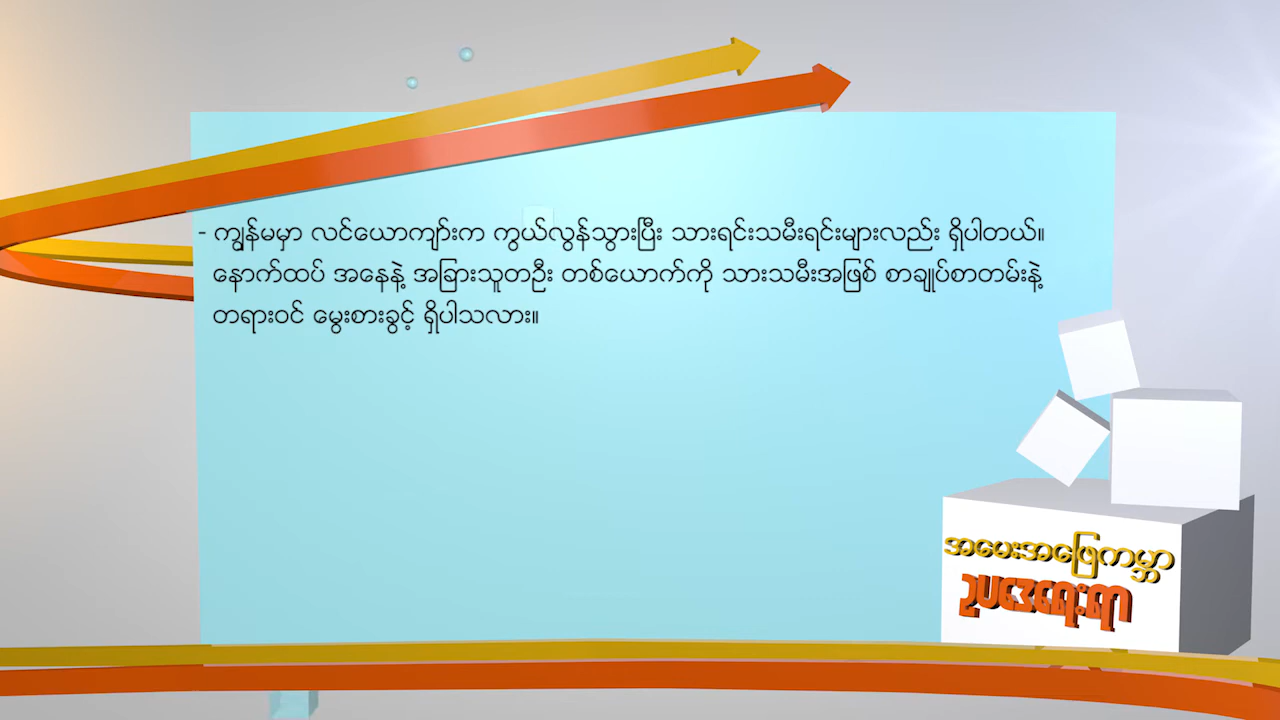 - ကျွန်မမှာ လင်ယောကျာ်းက ကွယ်လွန်သွားပြီး သားရင်းသမီးရင်းများလည်း ရှိပါတယ်။
နောက်ထပ် အနေနဲ့ အခြားသူတဦး တစ်ယောက်ကို သားသမီးအဖြစ် စာချုပ်စာတမ်းနဲ့
တရားဝင် မွေးစားခွင့် ရှိပါသလား။
အမေးအဖြေကမ္ဘာ
ဥပဒေရေးရာ